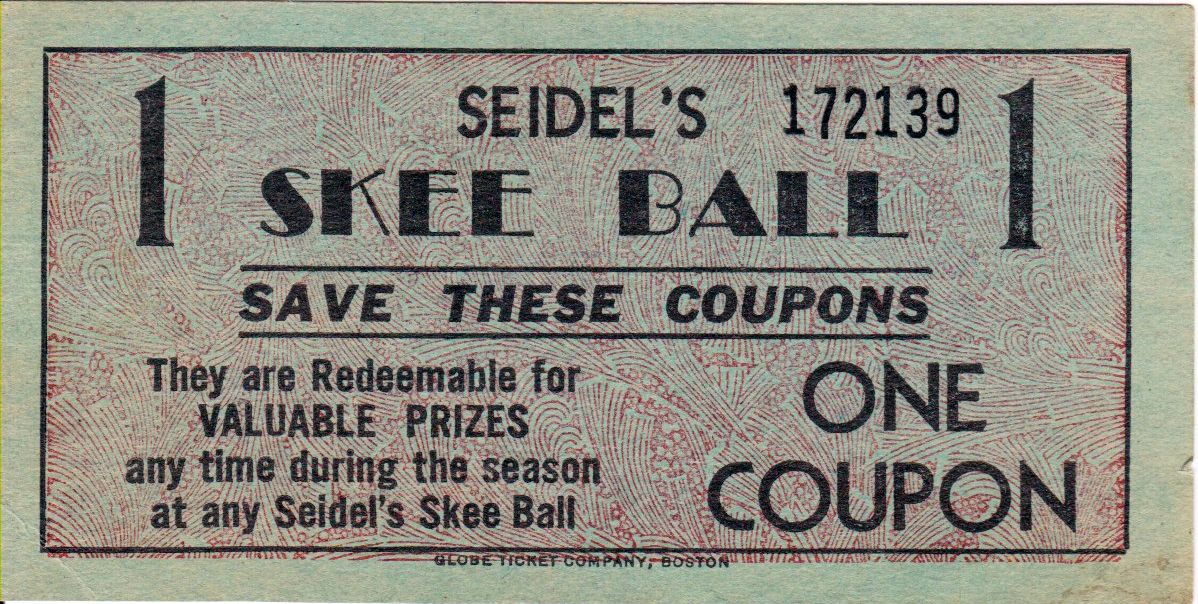 1 SEIDEL'S 172139 1
SKEE BALL
SAVE THESE COUPONS
They are Redeemable for
VALUABLE PRIZES
any time during the season
at any Seidel's Skee Ball
ONE
COUPON
GLOBE TICKET COMPANY, BOSTON